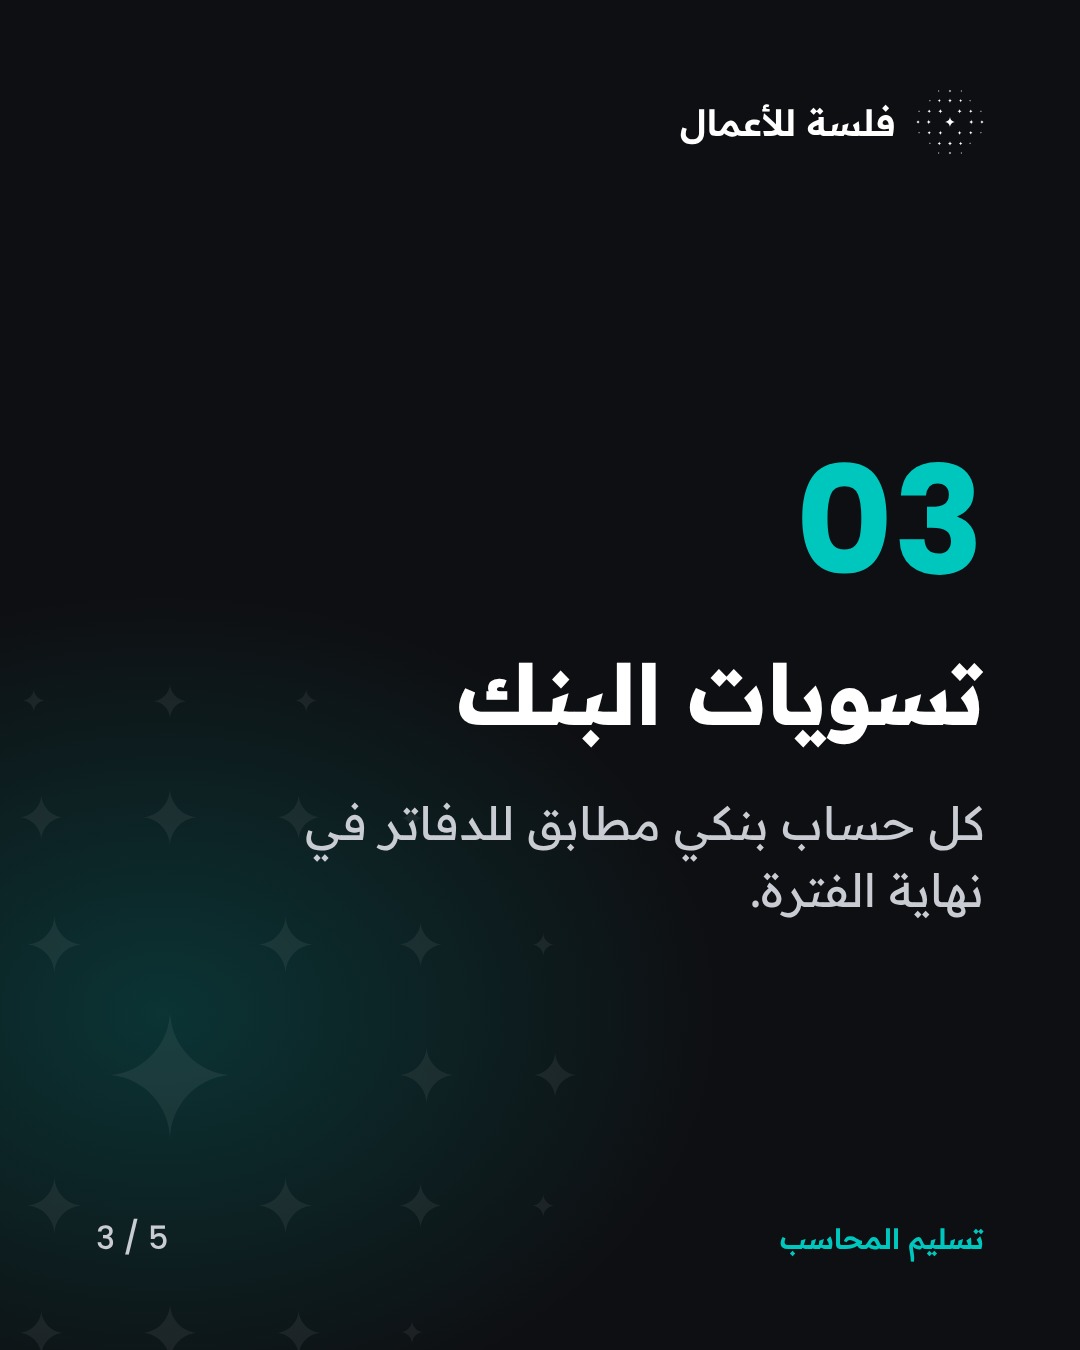 فلسة للأعمال
03
تسويات البنك
كل حساب بنكي مطابق للدفاتر في
نهاية الفترة.
تسليم المحاسب
3 / 5